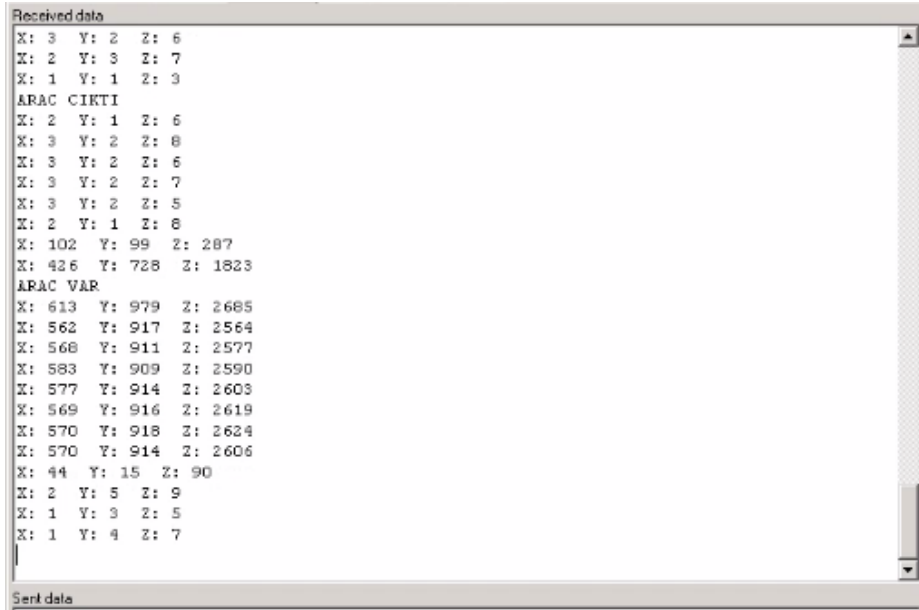 Received data
X: 3 Y: 2 Z: 6
X: 2 Y: 3 Z: 7
X: 1 Y: 1 Z: 3
ARAC CIKTI
X: 2 Y: 1 Z: 6
X: 3 Y: 2 Z: 8
X: 3 Y: 2 Z: 6
X: 3 Y: 2 Z: 7
X: 3 Y: 2 Z: 5
X: 2 Y: 1 Z: 8
X: 102 Y: 99 Z: 287
X: 426 Y: 728 Z: 1823
ARAC VAR
X: 613 Y: 979 Z: 2685
X: 562 Y: 917 Z: 2564
X: 568 Y: 911 Z: 2577
X: 583 Y: 909 Z: 2590
X: 577 Y: 914 Z: 2603
X: 569 Y: 916 Z: 2619
X: 570 Y: 918 Z: 2624
X: 570 Y: 914 Z: 2606
X: 44 Y: 15 Z: 90
X: 2 Y: 5 Z: 9
X: 1 Y: 3 Z: 5
X: 1 Y: 4 Z: 7
Sent data